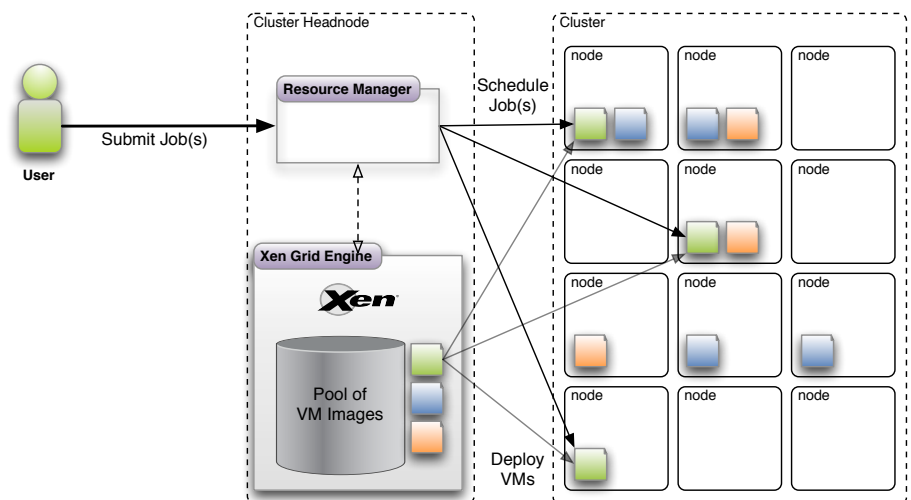 Cluster Headnode
Cluster
Resource Manager
Schedule
Job(s)
Submit Job(s)
User
Xen Grid Engine
Xen
Pool of
VM Images
Deploy
VMs
node
node
node
node
node
node
node
node
node
node
node
node